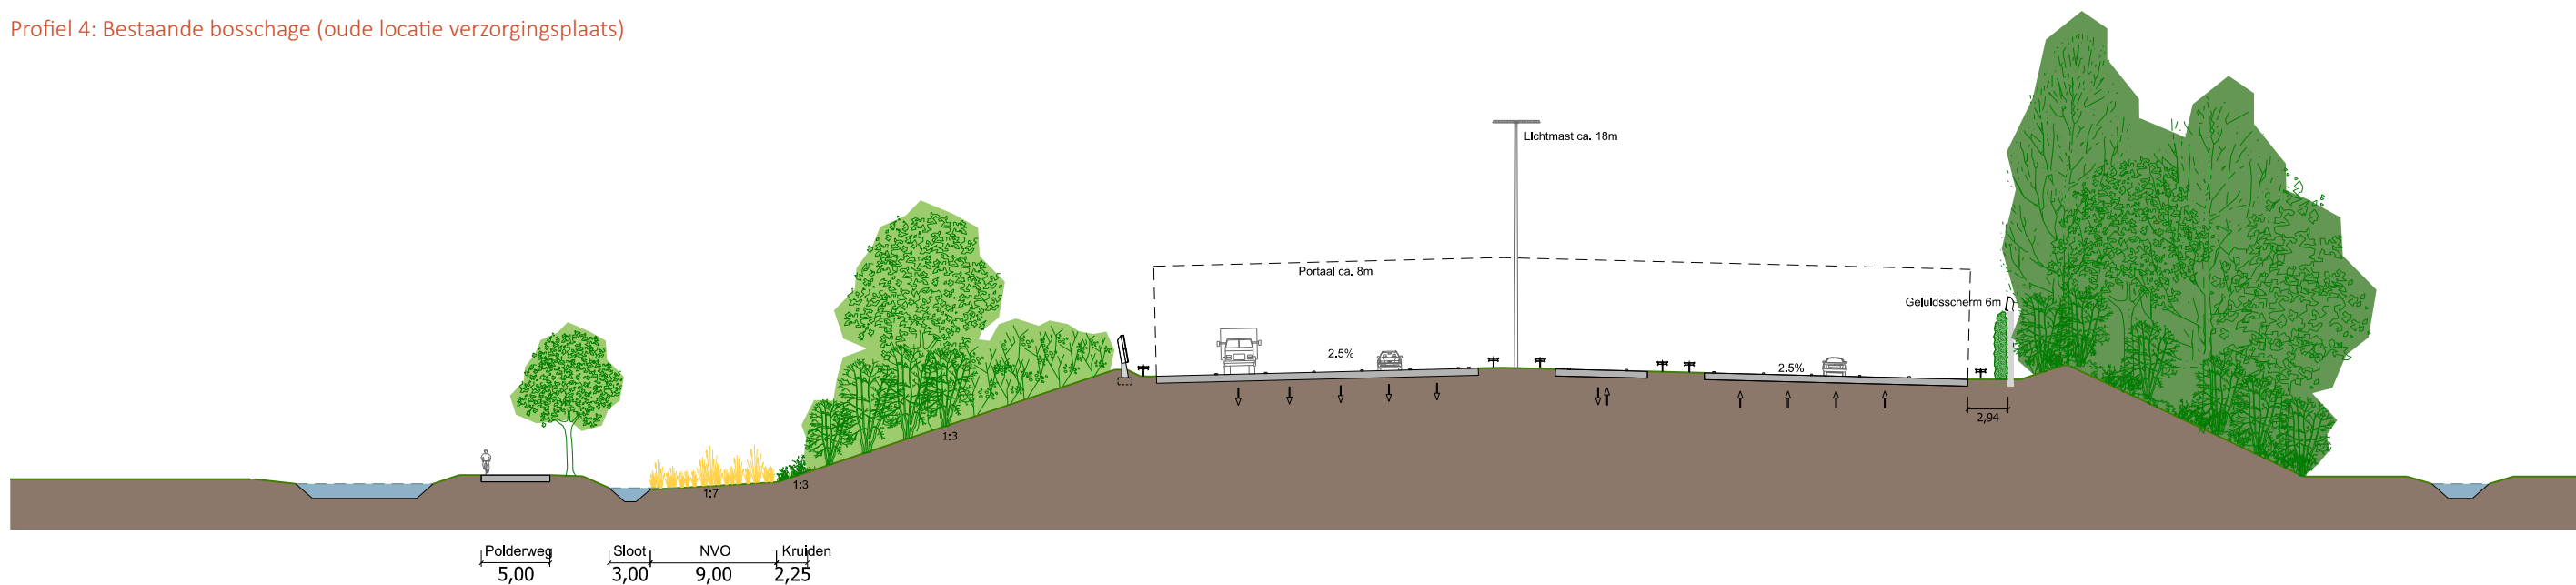 Profiel 4: Bestaande bosschage (oude locatie verzorgingsplaats)
Lichtmast ca. 18m
Portaal ca. 8m
Geluidsscherm 6m
2.5%
2.5%
2,94
1:3
1:3
1:7
Polderweg Sloot NVO Kruiden
5,00 3,00 9,00 2,25